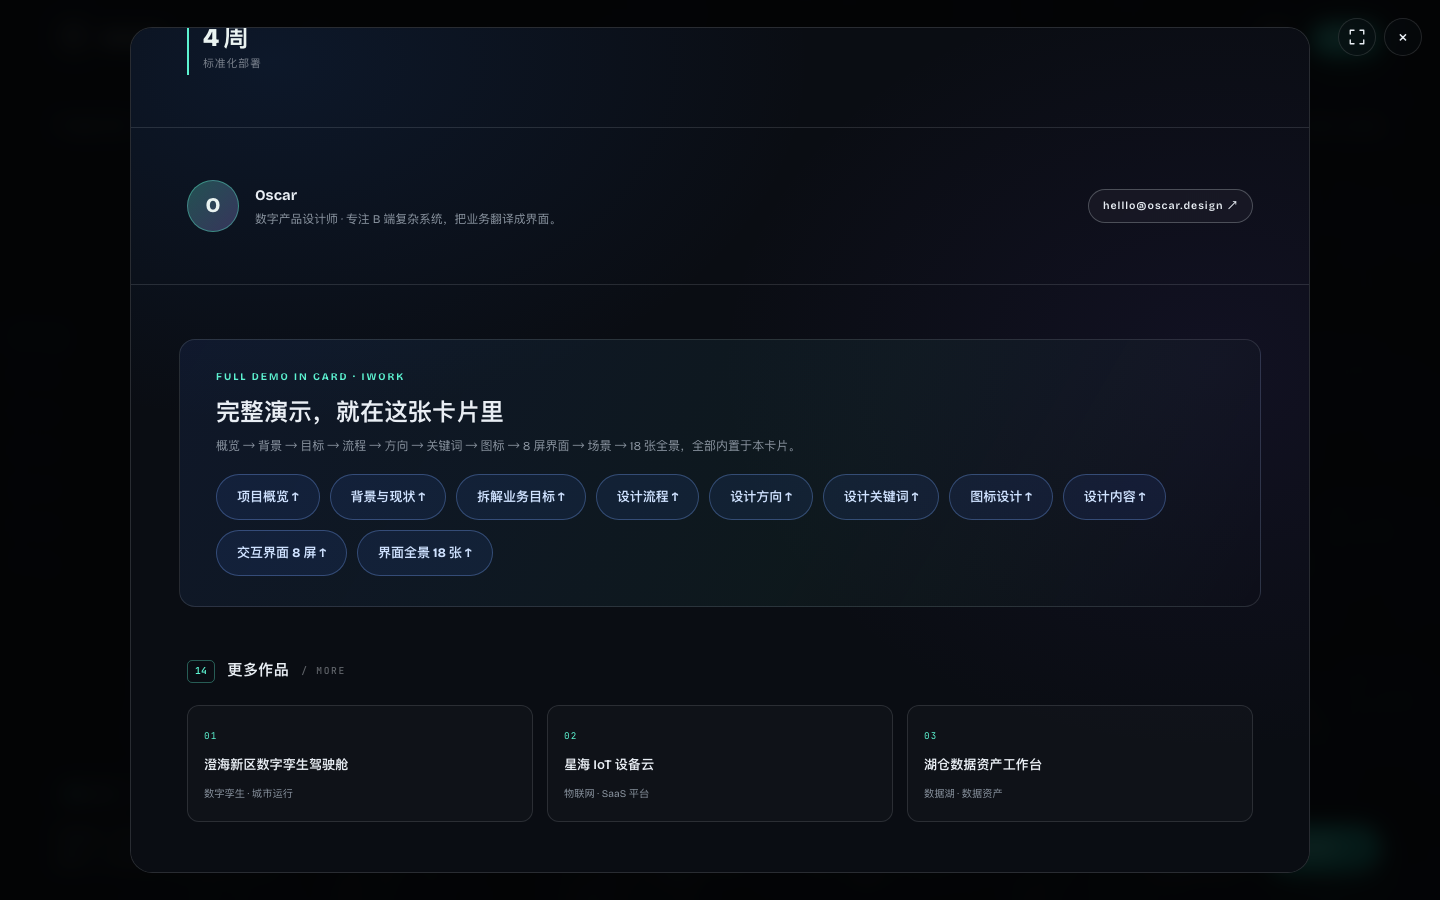 4 周
标准化部署
O
Oscar
数字产品设计师 · 专注 B 端复杂系统，把业务翻译成界面。
helllo@oscar.design ↗
FULL DEMO IN CARD · IWORK
完整演示，就在这张卡片里
概览 → 背景 → 目标 → 流程 → 方向 → 关键词 → 图标 → 8 屏界面 → 场景 → 18 张全景，全部内置于本卡片。
项目概览 ↑
背景与现状 ↑
拆解业务目标 ↑
设计流程 ↑
设计方向 ↑
设计关键词 ↑
图标设计 ↑
设计内容 ↑
交互界面 8 屏 ↑
界面全景 18 张 ↑
14 更多作品 / MORE
01
澄海新区数字孪生驾驶舱
数字孪生 · 城市运行
02
星海 IoT 设备云
物联网 · SaaS 平台
03
湖仓数据资产工作台
数据湖 · 数据资产